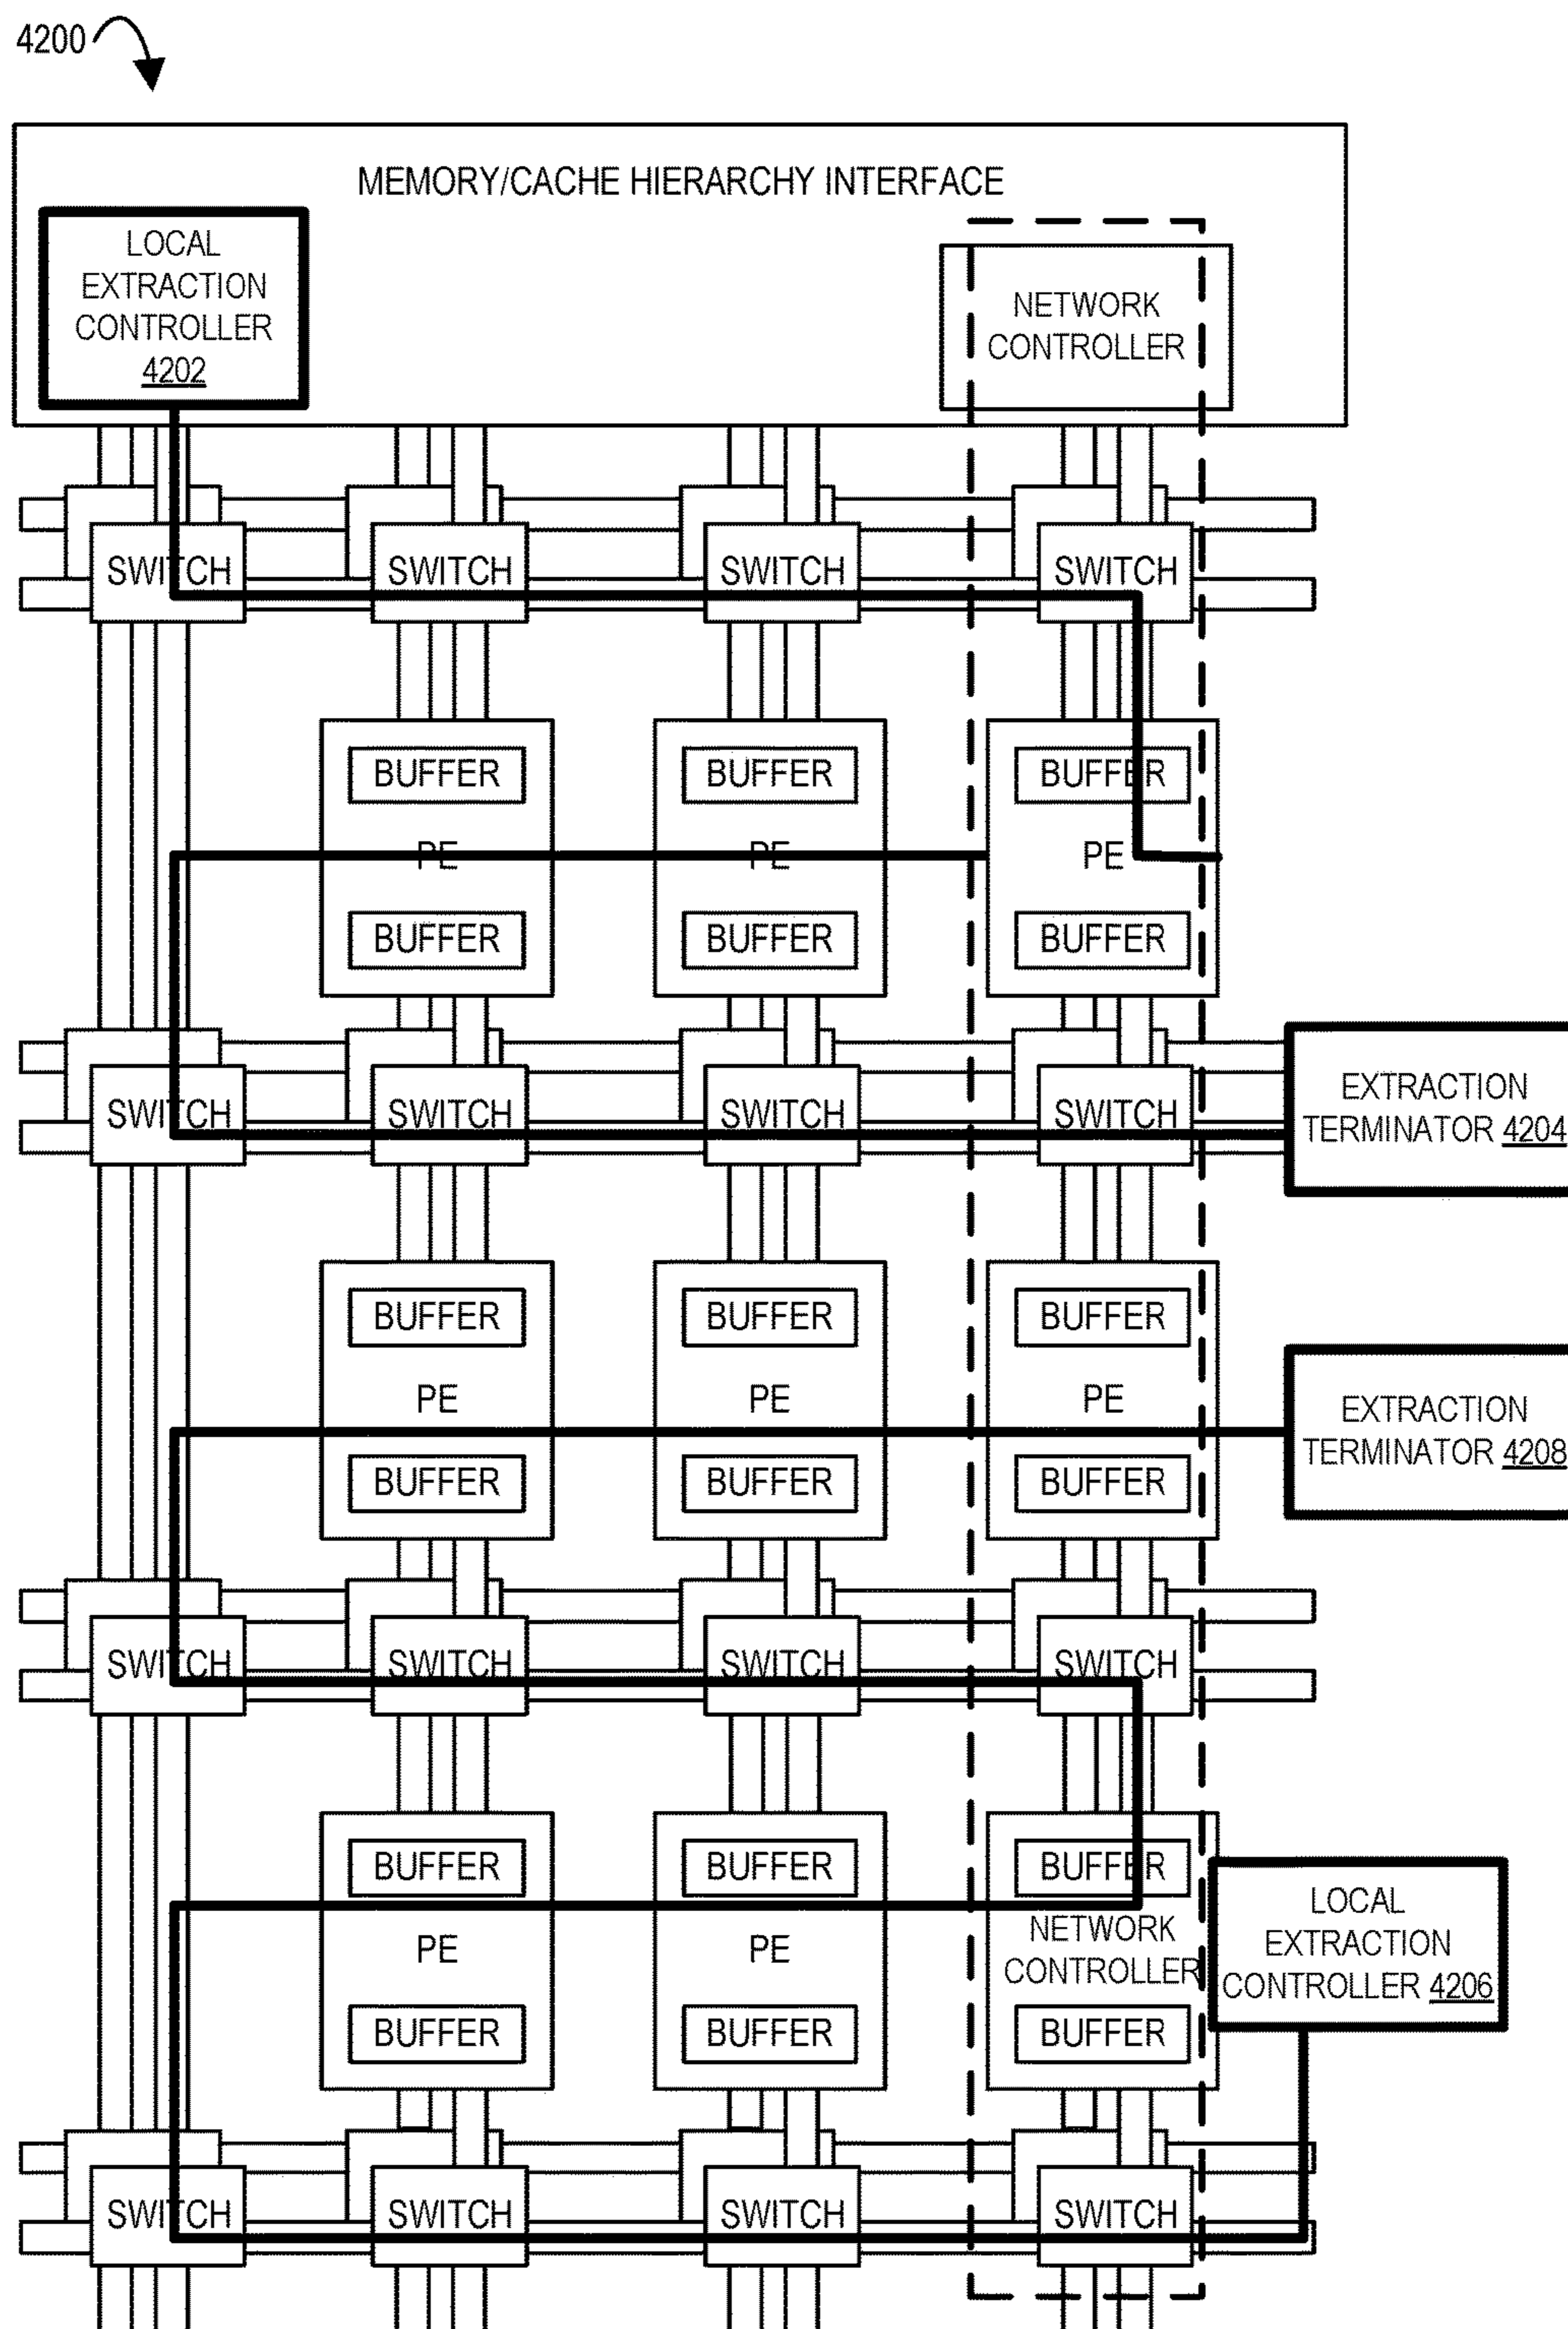 4200
MEMORY/CACHE HIERARCHY INTERFACE
LOCAL
EXTRACTION
CONTROLLER
4202
NETWORK
CONTROLLER
SWITCH SWITCH SWITCH SWITCH
BUFFER BUFFER BUFFER
PE PE PE
BUFFER BUFFER BUFFER
SWITCH SWITCH SWITCH SWITCH
EXTRACTION
TERMINATOR 4204
BUFFER BUFFER BUFFER
PE PE PE
BUFFER BUFFER BUFFER
EXTRACTION
TERMINATOR 4208
SWITCH SWITCH SWITCH SWITCH
BUFFER BUFFER BUFFER
PE PE
NETWORK
CONTROLLER
BUFFER BUFFER BUFFER
LOCAL
EXTRACTION
CONTROLLER 4206
SWITCH SWITCH SWITCH SWITCH